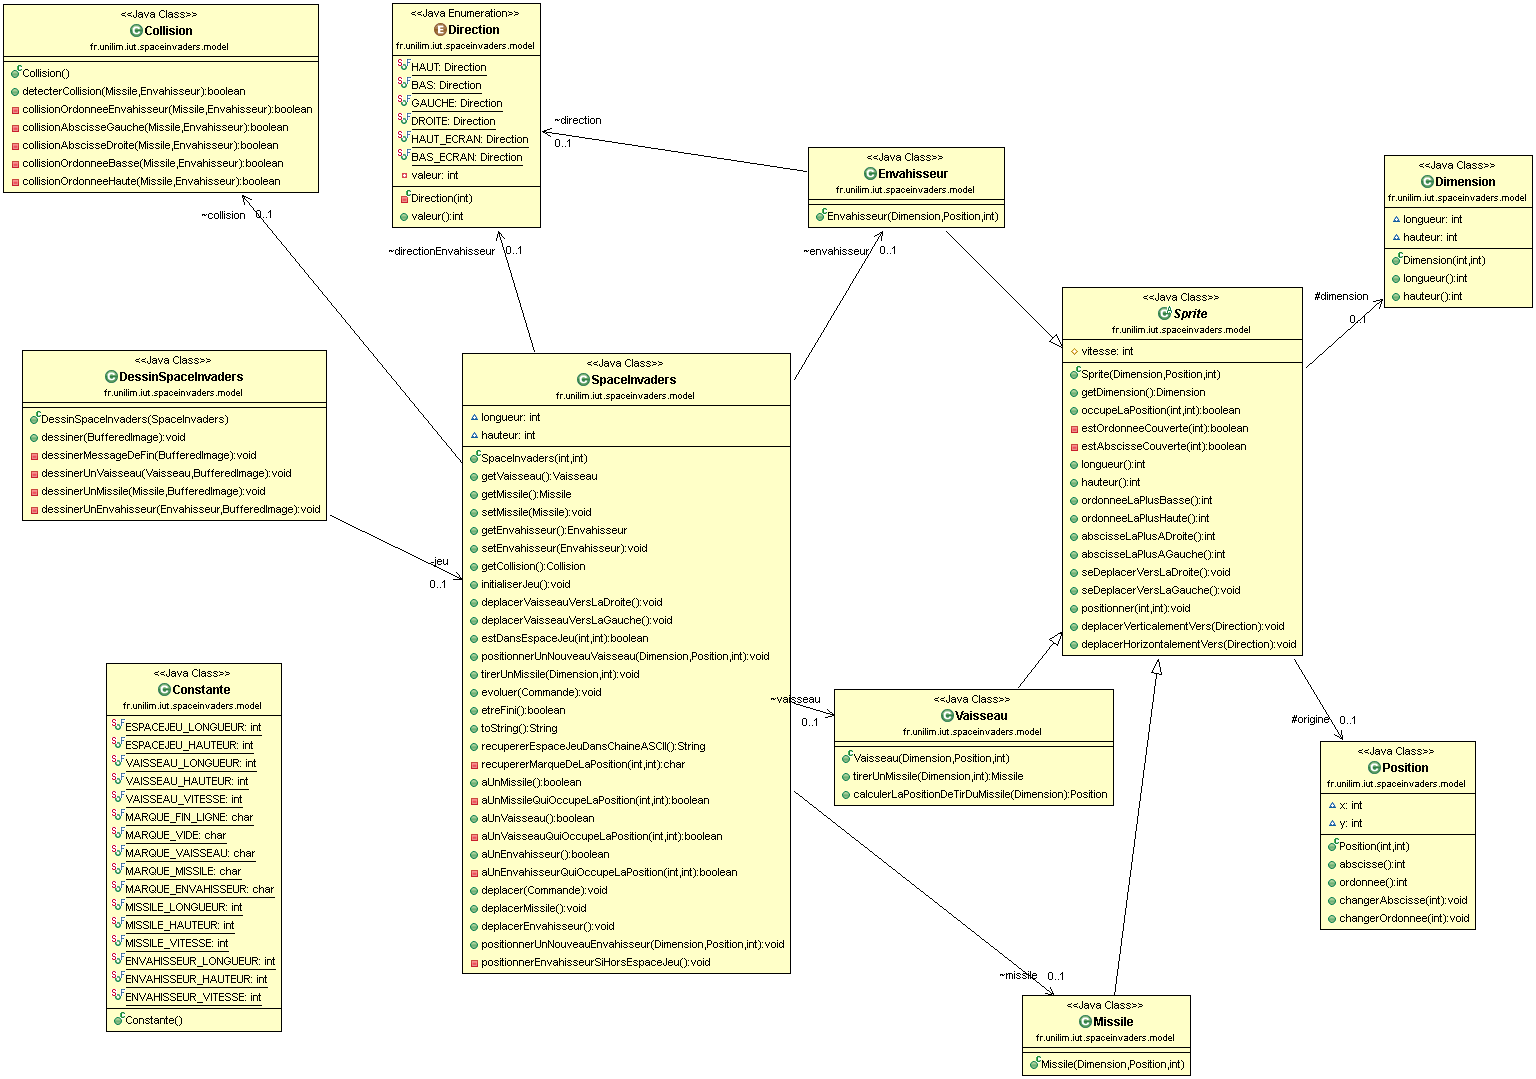 <<Java Class>>
Collision
fr.unilim.iut.spaceinvaders.model
Collision()
detecterCollision(Missile,Envahisseur):boolean
collisionOrdonneeEnvahisseur(Missile,Envahisseur):boolean
collisionAbscisseGauche(Missile,Envahisseur):boolean
collisionAbscisseDroite(Missile,Envahisseur):boolean
collisionOrdonneeBasse(Missile,Envahisseur):boolean
collisionOrdonneeHaute(Missile,Envahisseur):boolean
<<Java Enumeration>>
Direction
fr.unilim.iut.spaceinvaders.model
HAUT: Direction
BAS: Direction
GAUCHE: Direction
DROITE: Direction
HAUT_ECRAN: Direction
BAS_ECRAN: Direction
valeur: int
Direction(int)
valeur():int
~direction
0..1
<<Java Class>>
Envahisseur
fr.unilim.iut.spaceinvaders.model
Envahisseur(Dimension,Position,int)
<<Java Class>>
Dimension
fr.unilim.iut.spaceinvaders.model
longueur: int
hauteur: int
Dimension(int,int)
longueur():int
hauteur():int
~collision
0..1
~directionEnvahisseur
0..1
~envahisseur
0..1
#dimension
0..1
<<Java Class>>
Sprite
fr.unilim.iut.spaceinvaders.model
vitesse: int
Sprite(Dimension,Position,int)
getDimension():Dimension
occupeLaPosition(int,int):boolean
estOrdonneeCouverte(int):boolean
estAbscisseCouverte(int):boolean
longueur():int
hauteur():int
ordonneeLaPlusBasse():int
ordonneeLaPlusHaute():int
abscisseLaPlusADroite():int
abscisseLaPlusAGauche():int
seDeplacerVersLaDroite():void
seDeplacerVersLaGauche():void
positionner(int,int):void
deplacerVerticalementVers(Direction):void
deplacerHorizontalementVers(Direction):void
<<Java Class>>
DessinSpaceInvaders
fr.unilim.iut.spaceinvaders.model
DessinSpaceInvaders(SpaceInvaders)
dessiner(BufferedImage):void
dessinerMessageDeFin(BufferedImage):void
dessinerUnVaisseau(Vaisseau,BufferedImage):void
dessinerUnMissile(Missile,BufferedImage):void
dessinerUnEnvahisseur(Envahisseur,BufferedImage):void
-jeu
0..1
<<Java Class>>
SpaceInvaders
fr.unilim.iut.spaceinvaders.model
longueur: int
hauteur: int
SpaceInvaders(int,int)
getVaisseau():Vaisseau
getMissile():Missile
setMissile(Missile):void
getEnvahisseur():Envahisseur
setEnvahisseur(Envahisseur):void
getCollision():Collision
initialiserJeu():void
deplacerVaisseauVersLaDroite():void
deplacerVaisseauVersLaGauche():void
estDansEspaceJeu(int,int):boolean
positionnerUnNouveauVaisseau(Dimension,Position,int):void
tirerUnMissile(Dimension,int):void
evoluer(Commande):void
etreFini():boolean
toString():String
recupererEspaceJeuDansChaineASCII():String
recupererMarqueDeLaPosition(int,int):char
aUnMissile():boolean
aUnMissileQuiOccupeLaPosition(int,int):boolean
aUnVaisseau():boolean
aUnVaisseauQuiOccupeLaPosition(int,int):boolean
aUnEnvahisseur():boolean
aUnEnvahisseurQuiOccupeLaPosition(int,int):boolean
deplacer(Commande):void
deplacerMissile():void
deplacerEnvahisseur():void
positionnerUnNouveauEnvahisseur(Dimension,Position,int):void
positionnerEnvahisseurSiHorsEspaceJeu():void
<<Java Class>>
Constante
fr.unilim.iut.spaceinvaders.model
ESPACEJEU_LONGUEUR: int
ESPACEJEU_HAUTEUR: int
VAISSEAU_LONGUEUR: int
VAISSEAU_HAUTEUR: int
VAISSEAU_VITESSE: int
MARQUE_FIN_LIGNE: char
MARQUE_VIDE: char
MARQUE_VAISSEAU: char
MARQUE_MISSILE: char
MARQUE_ENVAHISSEUR: char
MISSILE_LONGUEUR: int
MISSILE_HAUTEUR: int
MISSILE_VITESSE: int
ENVAHISSEUR_LONGUEUR: int
ENVAHISSEUR_HAUTEUR: int
ENVAHISSEUR_VITESSE: int
Constante()
~vaisseau
0..1
<<Java Class>>
Vaisseau
fr.unilim.iut.spaceinvaders.model
Vaisseau(Dimension,Position,int)
tirerUnMissile(Dimension,int):Missile
calculerLaPositionDeTirDuMissile(Dimension):Position
#origine
0..1
<<Java Class>>
Position
fr.unilim.iut.spaceinvaders.model
x: int
y: int
Position(int,int)
abscisse():int
ordonnee():int
changerAbscisse(int):void
changerOrdonnee(int):void
~missile
0..1
<<Java Class>>
Missile
fr.unilim.iut.spaceinvaders.model
Missile(Dimension,Position,int)